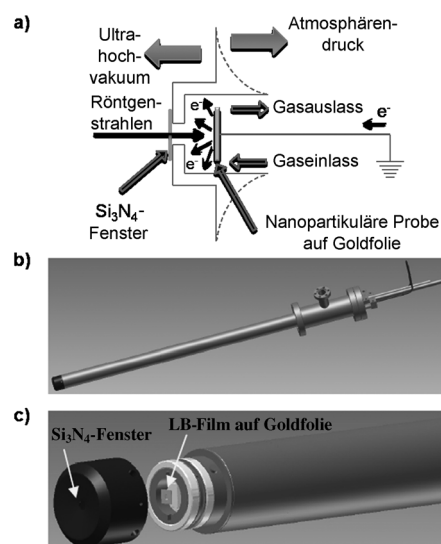 a)
Ultra-
hoch-
vakuum
Atmosphären-
druck
Röntgen-
strahlen
e-
e-
e-
Gasauslass
e-
Gaseinlass
Si3N4-
Fenster
Nanopartikuläre Probe
auf Goldfolie
b)
c)
Si3N4-Fenster
LB-Film auf Goldfolie